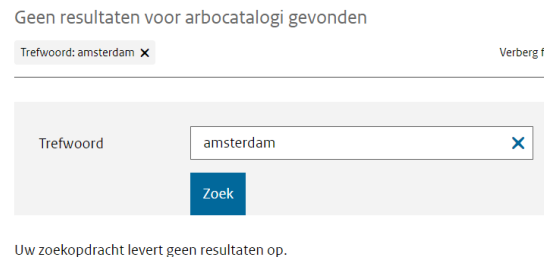 Geen resultaten voor arbocatalogi gevonden
Trefwoord: amsterdam ✕ Verberg f
Trefwoord amsterdam ✕
Zoek
Uw zoekopdracht levert geen resultaten op.